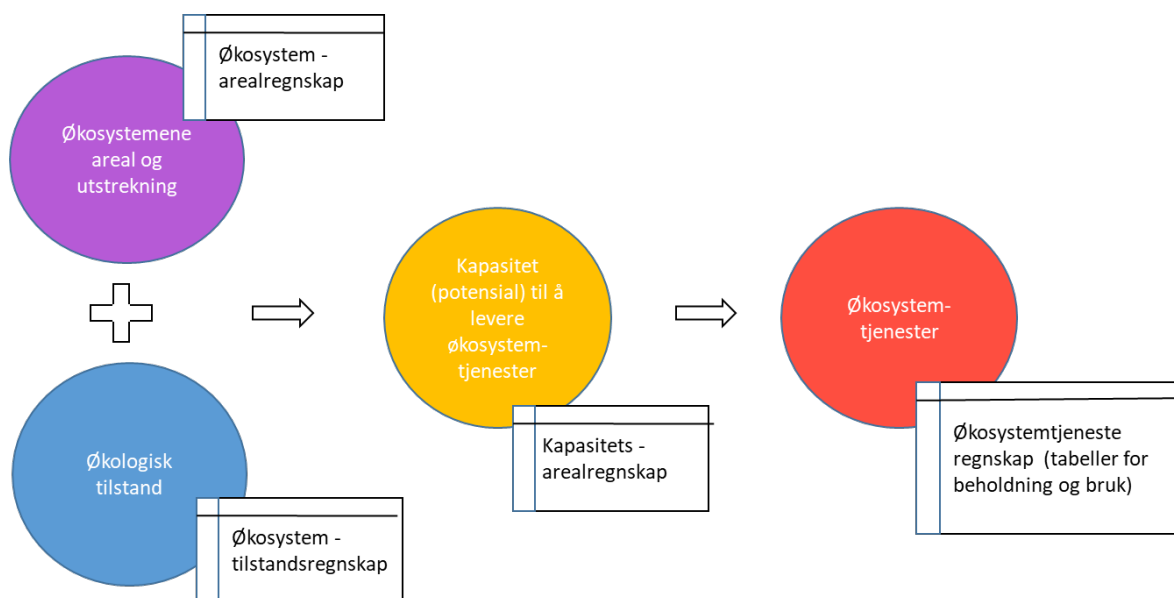 Økosystem -
arealregnskap
Økosystemene
areal og
utstrekning
Kapasitet
(potensial) til å
levere
økosystem-
tjenester
Økosystem-
tjenester
Kapasitets -
arealregnskap
Økosystemtjeneste
regnskap (tabeller for
beholdning og bruk)
Økologisk
tilstand
Økosystem -
tilstandsregnskap